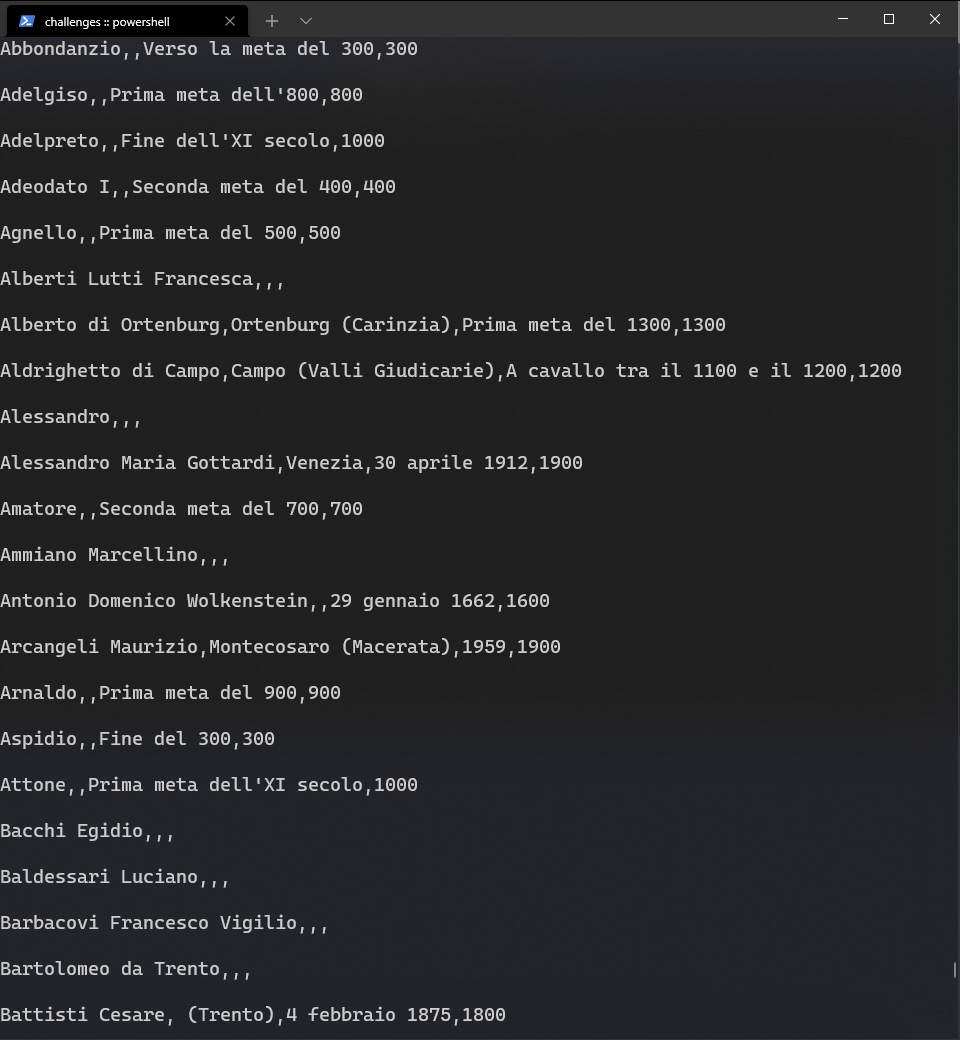 challenges :: powershell
Abbondanzio,,Verso la meta del 300,300
Adelgiso,,Prima meta dell'800,800
Adelpreto,,Fine dell'XI secolo,1000
Adeodato I,,Seconda meta del 400,400
Agnello,,Prima meta del 500,500
Alberti Lutti Francesca,,,
Alberto di Ortenburg,Ortenburg (Carinzia),Prima meta del 1300,1300
Aldrighetto di Campo,Campo (Valli Giudicarie),A cavallo tra il 1100 e il 1200,1200
Alessandro,,,
Alessandro Maria Gottardi,Venezia,30 aprile 1912,1900
Amatore,,Seconda meta del 700,700
Ammiano Marcellino,,,
Antonio Domenico Wolkenstein,,29 gennaio 1662,1600
Arcangeli Maurizio,Montecosaro (Macerata),1959,1900
Arnaldo,,Prima meta del 900,900
Aspidio,,Fine del 300,300
Attone,,Prima meta dell'XI secolo,1000
Bacchi Egidio,,,
Baldessari Luciano,,,
Barbacovi Francesco Vigilio,,,
Bartolomeo da Trento,,,
Battisti Cesare, (Trento),4 febbraio 1875,1800